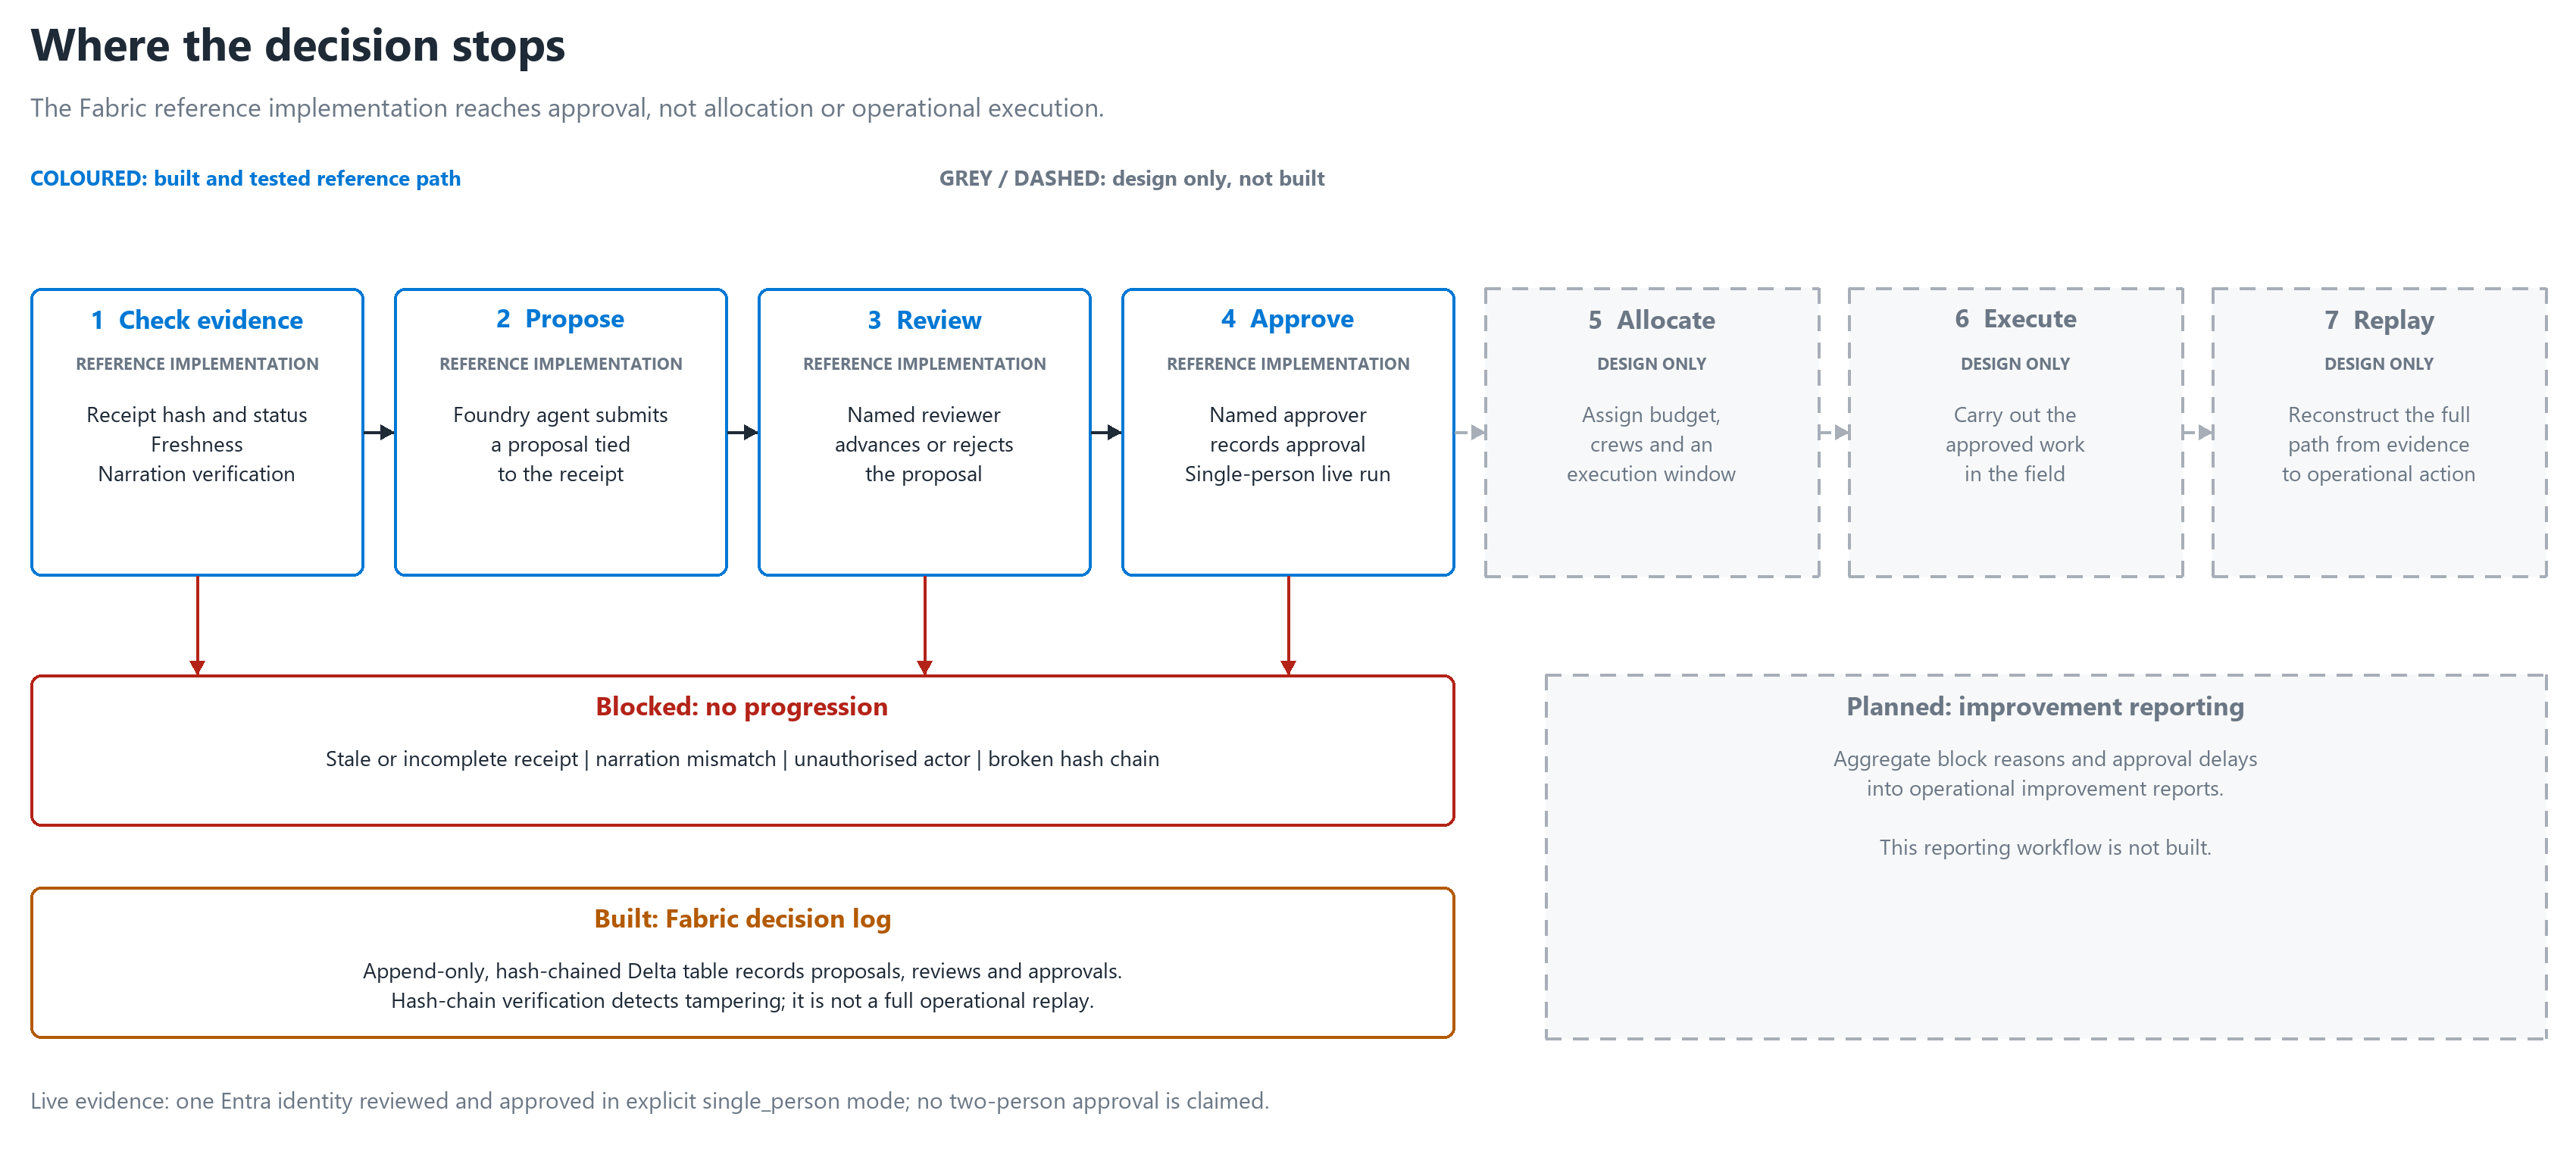 Where the decision stops
The Fabric reference implementation reaches approval, not allocation or operational execution.
COLOURED: built and tested reference path
GREY / DASHED: design only, not built
1 Check evidence
REFERENCE IMPLEMENTATION
Receipt hash and status
Freshness
Narration verification
2 Propose
REFERENCE IMPLEMENTATION
Foundry agent submits
a proposal tied
to the receipt
3 Review
REFERENCE IMPLEMENTATION
Named reviewer
advances or rejects
the proposal
4 Approve
REFERENCE IMPLEMENTATION
Named approver
records approval
Single-person live run
5 Allocate
DESIGN ONLY
Assign budget,
crews and an
execution window
6 Execute
DESIGN ONLY
Carry out the
approved work
in the field
7 Replay
DESIGN ONLY
Reconstruct the full
path from evidence
to operational action
Blocked: no progression
Stale or incomplete receipt | narration mismatch | unauthorised actor | broken hash chain
Planned: improvement reporting
Aggregate block reasons and approval delays
into operational improvement reports.
This reporting workflow is not built.
Built: Fabric decision log
Append-only, hash-chained Delta table records proposals, reviews and approvals.
Hash-chain verification detects tampering; it is not a full operational replay.
Live evidence: one Entra identity reviewed and approved in explicit single_person mode; no two-person approval is claimed.